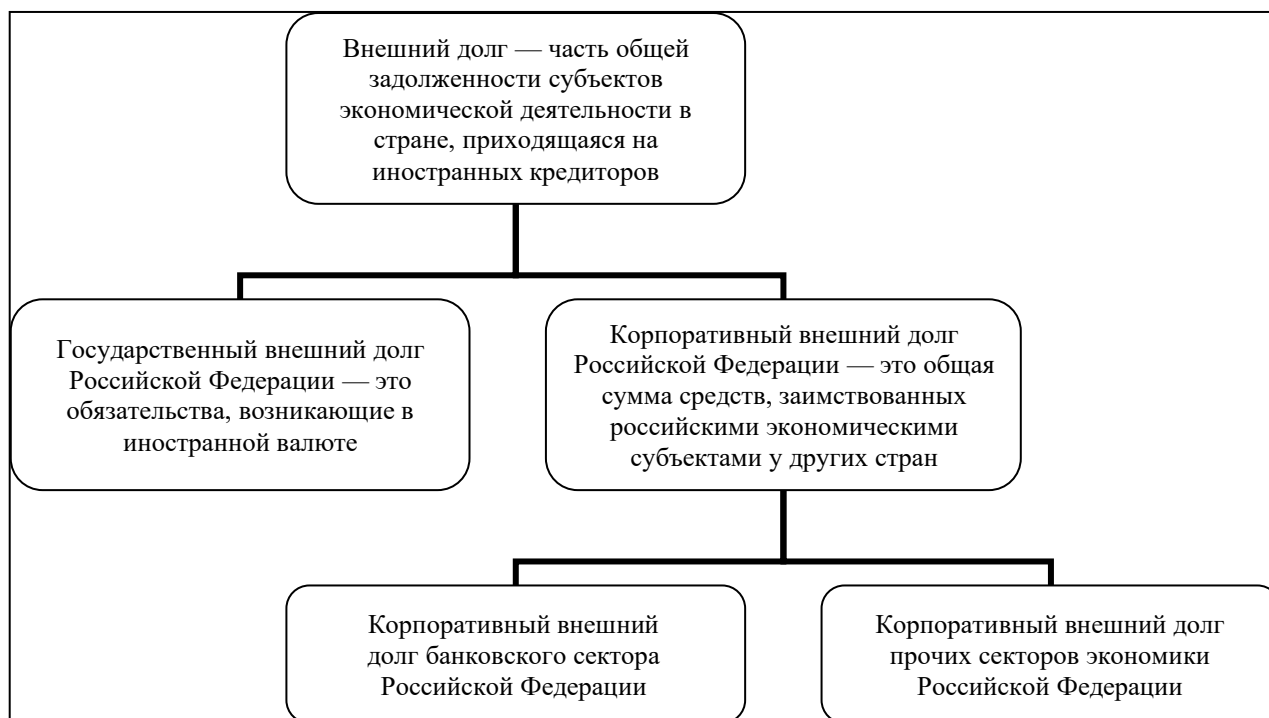 Внешний долг — часть общей
задолженности субъектов
экономической деятельности в
стране, приходящаяся на
иностранных кредиторов
Государственный внешний долг
Российской Федерации — это
обязательства, возникающие в
иностранной валюте
Корпоративный внешний долг
Российской Федерации — это общая
сумма средств, заимствованных
российскими экономическими
субъектами у других стран
Корпоративный внешний
долг банковского сектора
Российской Федерации
Корпоративный внешний долг
прочих секторов экономики
Российской Федерации